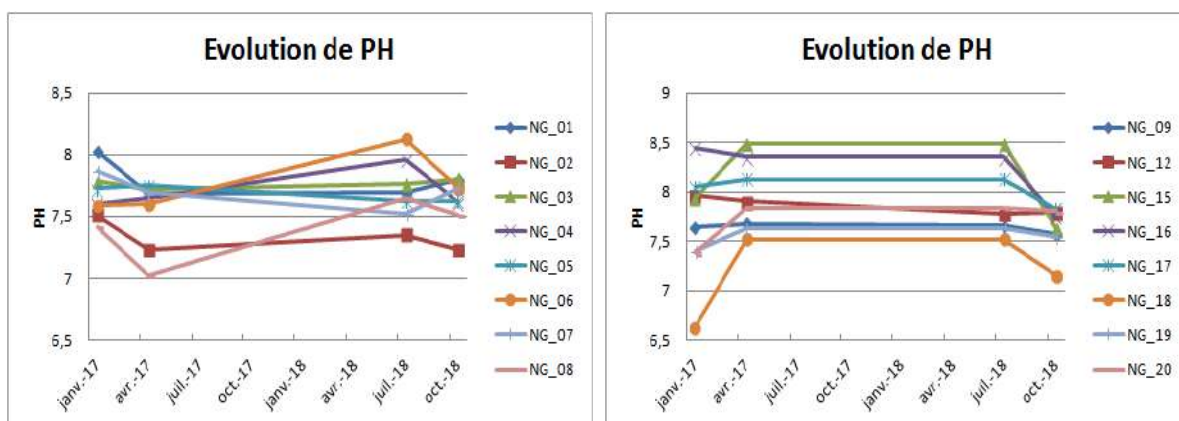 Evolution de PH
8,5
8
7,5
7
6,5
PH
janv.-17
avr.-17
juil.-17
oct.-17
janv.-18
avr.-18
juil.-18
oct.-18
NG_01
NG_02
NG_03
NG_04
NG_05
NG_06
NG_07
NG_08
Evolution de PH
9
8,5
8
7,5
7
6,5
PH
janv.-17
avr.-17
juil.-17
oct.-17
janv.-18
avr.-18
juil.-18
oct.-18
NG_09
NG_12
NG_15
NG_16
NG_17
NG_18
NG_19
NG_20